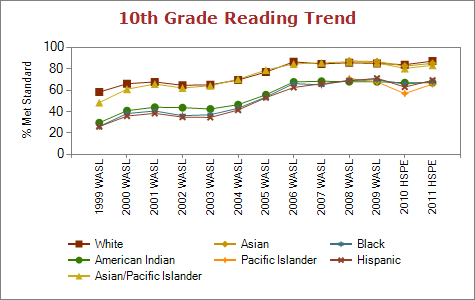 10th Grade Reading Trend
% Met Standard
100
80
60
40
20
0
1999 WASL
2000 WASL
2001 WASL
2002 WASL
2003 WASL
2004 WASL
2005 WASL
2006 WASL
2007 WASL
2008 WASL
2009 WASL
2010 HSPE
2011 HSPE
White Asian Black
American Indian Pacific Islander Hispanic
Asian/Pacific Islander